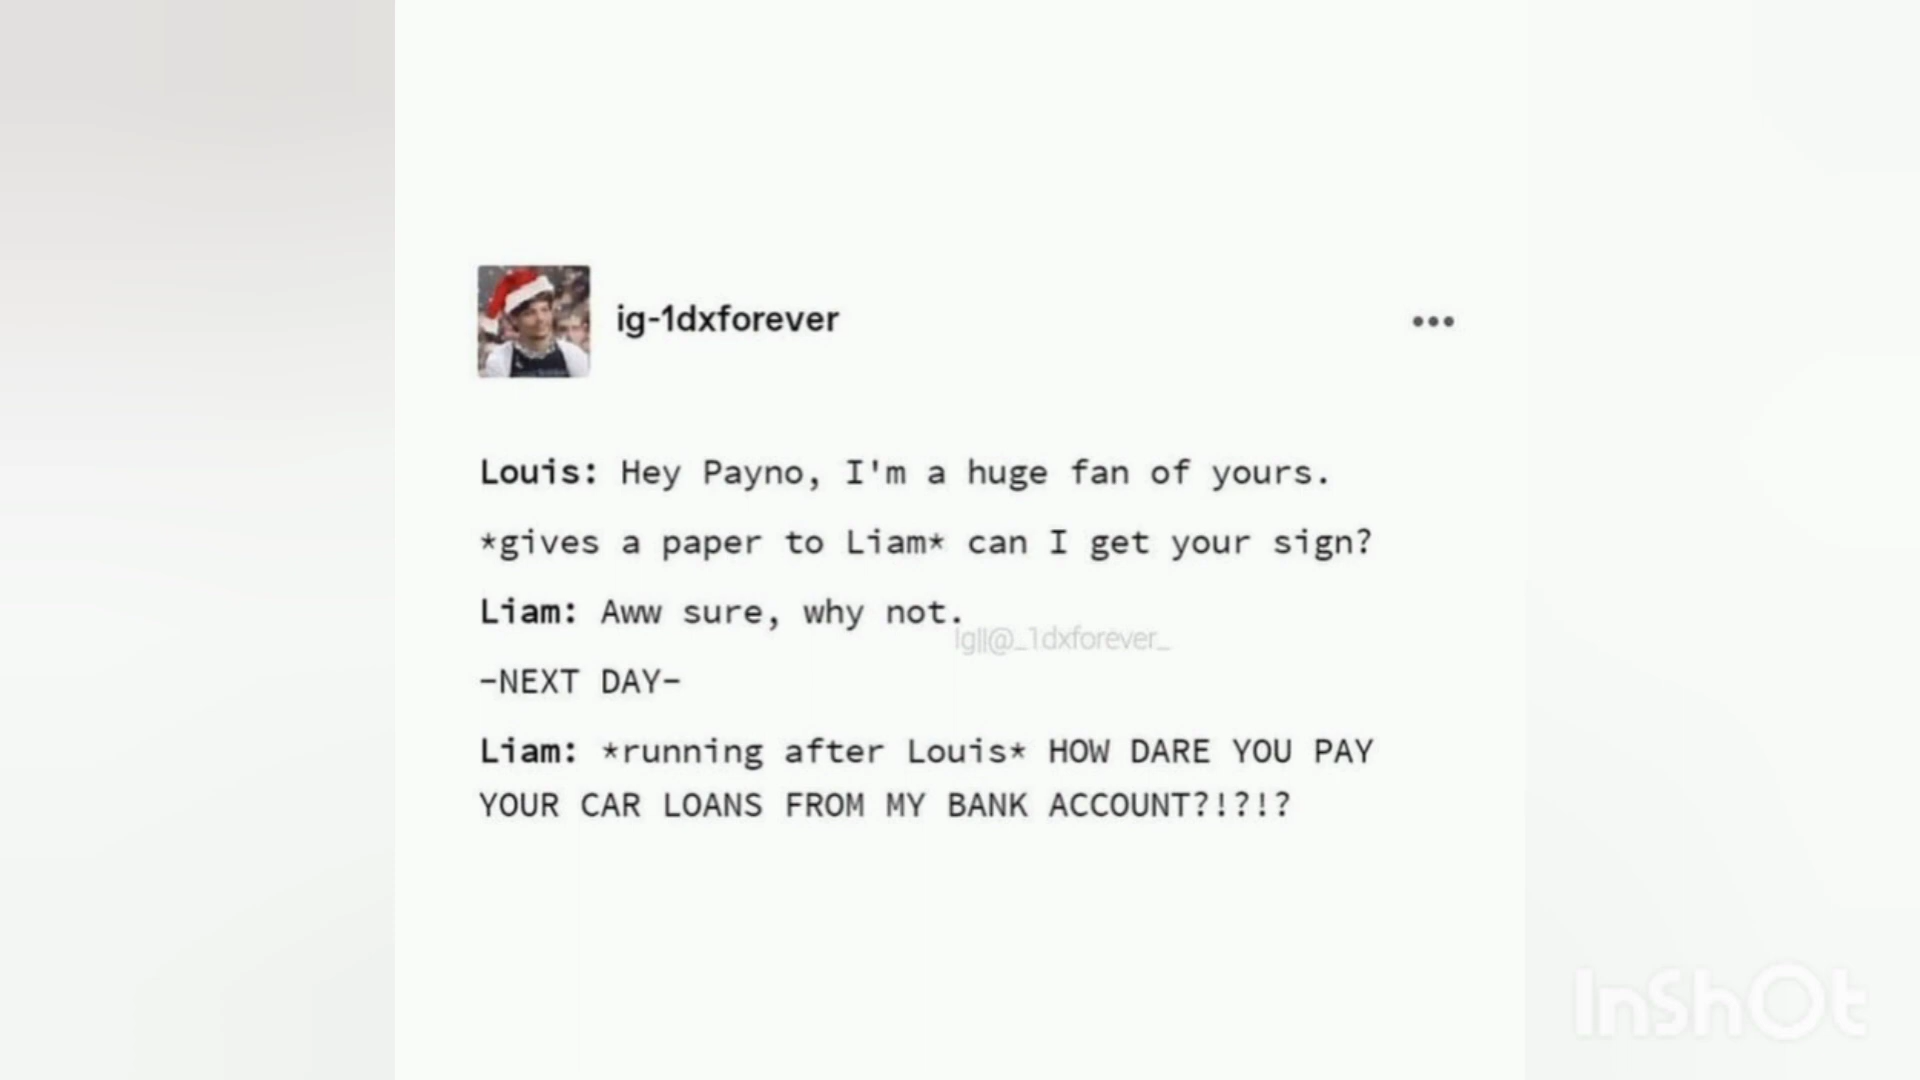 ig-1dxforever
Louis: Hey Payno, I'm a huge fan of yours.
*gives a paper to Liam* can I get your sign?
Liam: Aww sure, why not.
ig||@_1dxforever_
-NEXT DAY-
Liam: *running after Louis* HOW DARE YOU PAY
YOUR CAR LOANS FROM MY BANK ACCOUNT?!?!?
InShOt